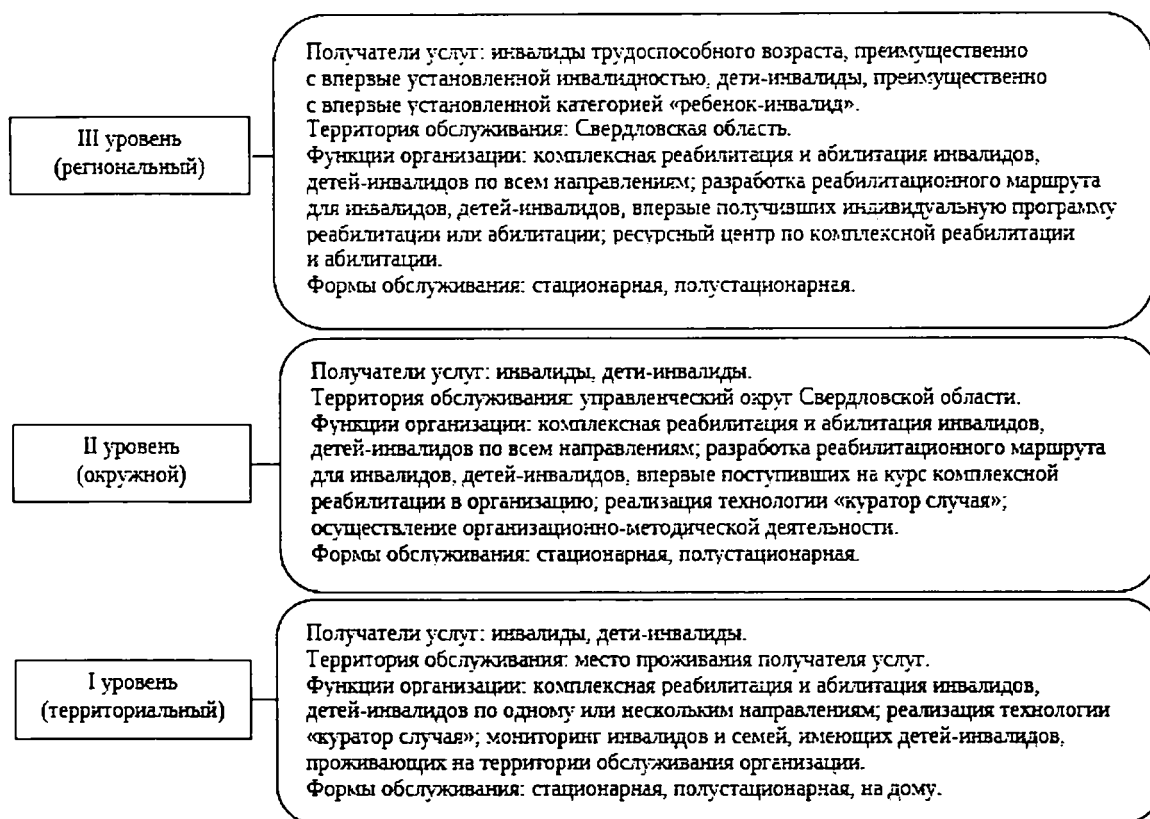 III уровень
(региональный)
Получатели услуг: инвалиды трудоспособного возраста, преимущественно
с впервые установленной инвалидностью, дети-инвалиды, преимущественно
с впервые установленной категорией «ребенок-инвалид».
Территория обслуживания: Свердловская область.
Функции организации: комплексная реабилитация и абилитация инвалидов,
детей-инвалидов по всем направлениям; разработка реабилитационного маршрута
для инвалидов, детей-инвалидов, впервые получивших индивидуальную программу
реабилитации или абилитации; ресурсный центр по комплексной реабилитации
и абилитации.
Формы обслуживания: стационарная, полустационарная.
II уровень
(окружной)
Получатели услуг: инвалиды, дети-инвалиды.
Территория обслуживания: управленческий округ Свердловской области.
Функции организации: комплексная реабилитация и абилитация инвалидов,
детей-инвалидов по всем направлениям; разработка реабилитационного маршрута
для инвалидов, детей-инвалидов, впервые поступивших на курс комплексной
реабилитации в организацию; реализация технологии «куратор случая»;
осуществление организационно-методической деятельности.
Формы обслуживания: стационарная, полустационарная.
I уровень
(территориальный)
Получатели услуг: инвалиды, дети-инвалиды.
Территория обслуживания: место проживания получателя услуг.
Функции организации: комплексная реабилитация и абилитация инвалидов,
детей-инвалидов по одному или нескольким направлениям; реализация технологии
«куратор случая»; мониторинг инвалидов и семей, имеющих детей-инвалидов,
проживающих на территории обслуживания организации.
Формы обслуживания: стационарная, полустационарная, на дому.